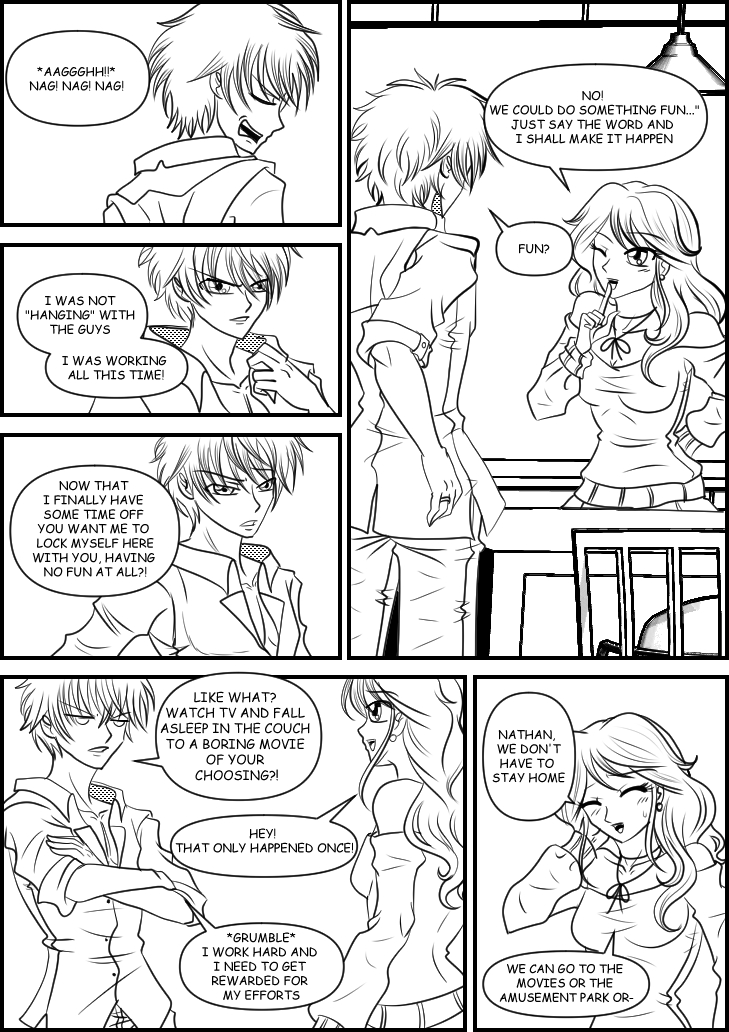 *AAGGGHH!!*
NAG! NAG! NAG!
I WAS NOT
"HANGING" WITH
THE GUYS
I WAS WORKING
ALL THIS TIME!
NOW THAT
I FINALLY HAVE
SOME TIME OFF
YOU WANT ME TO
LOCK MYSELF HERE
WITH YOU, HAVING
NO FUN AT ALL?!
NO!
WE COULD DO SOMETHING FUN..."
JUST SAY THE WORD AND
I SHALL MAKE IT HAPPEN
FUN?
LIKE WHAT?
WATCH TV AND FALL
ASLEEP IN THE COUCH
TO A BORING MOVIE
OF YOUR
CHOOSING?!
HEY!
THAT ONLY HAPPENED ONCE!
*GRUMBLE*
I WORK HARD AND
I NEED TO GET
REWARDED FOR
MY EFFORTS
NATHAN,
WE DON'T
HAVE TO
STAY HOME
WE CAN GO TO THE
MOVIES OR THE
AMUSEMENT PARK OR-